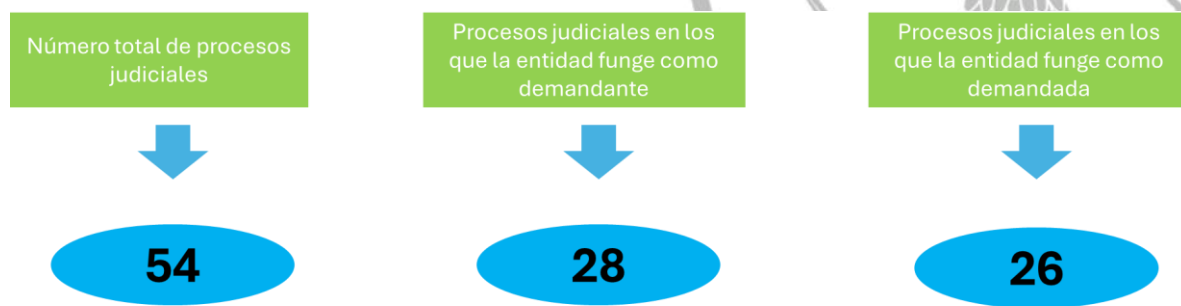 Número total de procesos
judiciales
Procesos judiciales en los
que la entidad funge como
demandante
Procesos judiciales en los
que la entidad funge como
demandada
54
28
26